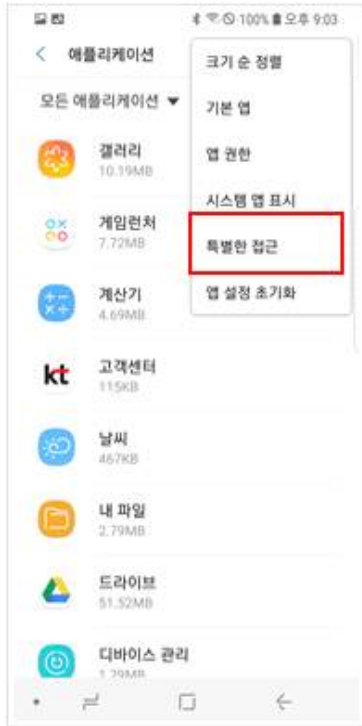 100% 오후 9:03
< 애플리케이션
모든 애플리케이션 ▼
크기 순 정렬
기본 앱
앱 권한
시스템 앱 표시
특별한 접근
앱 설정 초기화
갤러리
10.19MB
게임런처
7.72MB
계산기
4.69MB
kt
고객센터
115KB
날씨
467KB
내 파일
2.79MB
드라이브
51.52MB
디바이스 관리
1.29MB